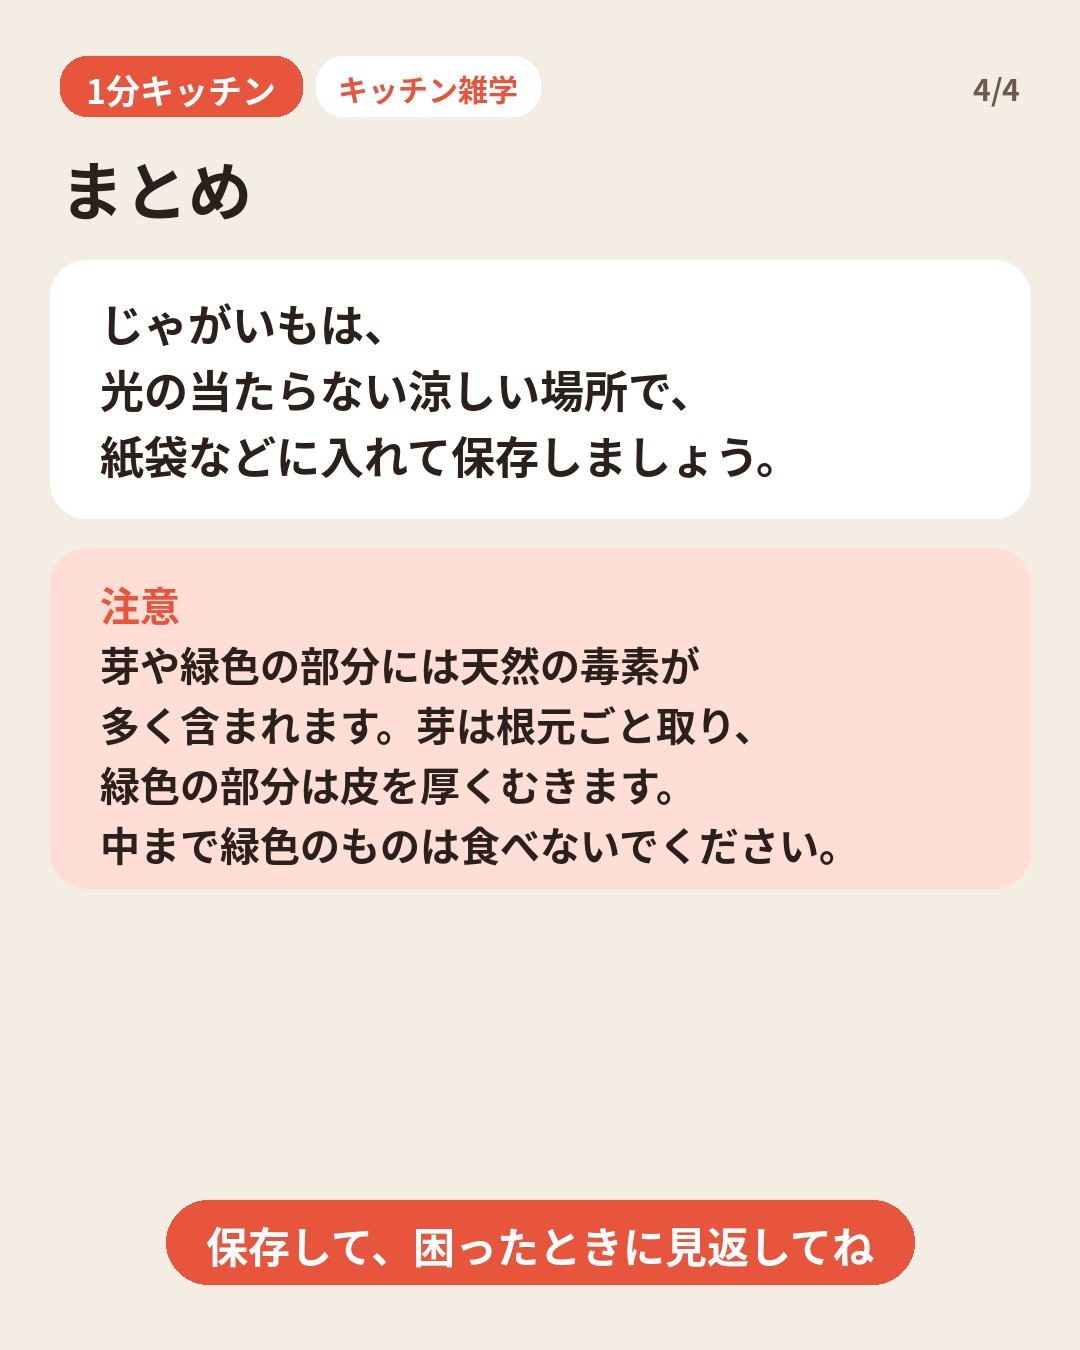 1分キッチン
キッチン雑学
4/4
まとめ
じゃがいもは、
光の当たらない涼しい場所で、
紙袋などに入れて保存しましょう。
注意
芽や緑色の部分には天然の毒素が
多く含まれます。芽は根元ごと取り、
緑色の部分は皮を厚くむきます。
中まで緑色のものは食べないでください。
保存して、困ったときに見返してね